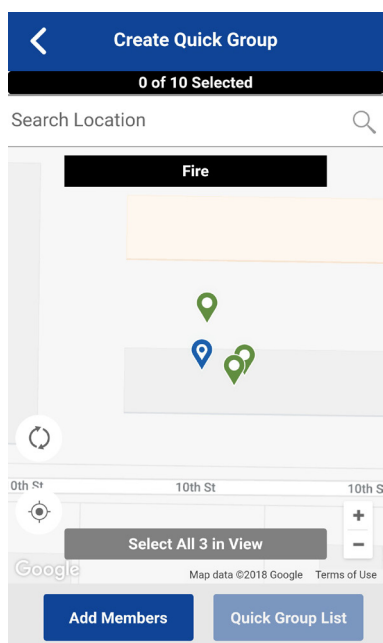 Create Quick Group
0 of 10 Selected
Search Location
Fire
0th St 10th St 10th S
+
Select All 3 in View
−
Google Map data ©2018 Google Terms of Use
Add Members Quick Group List